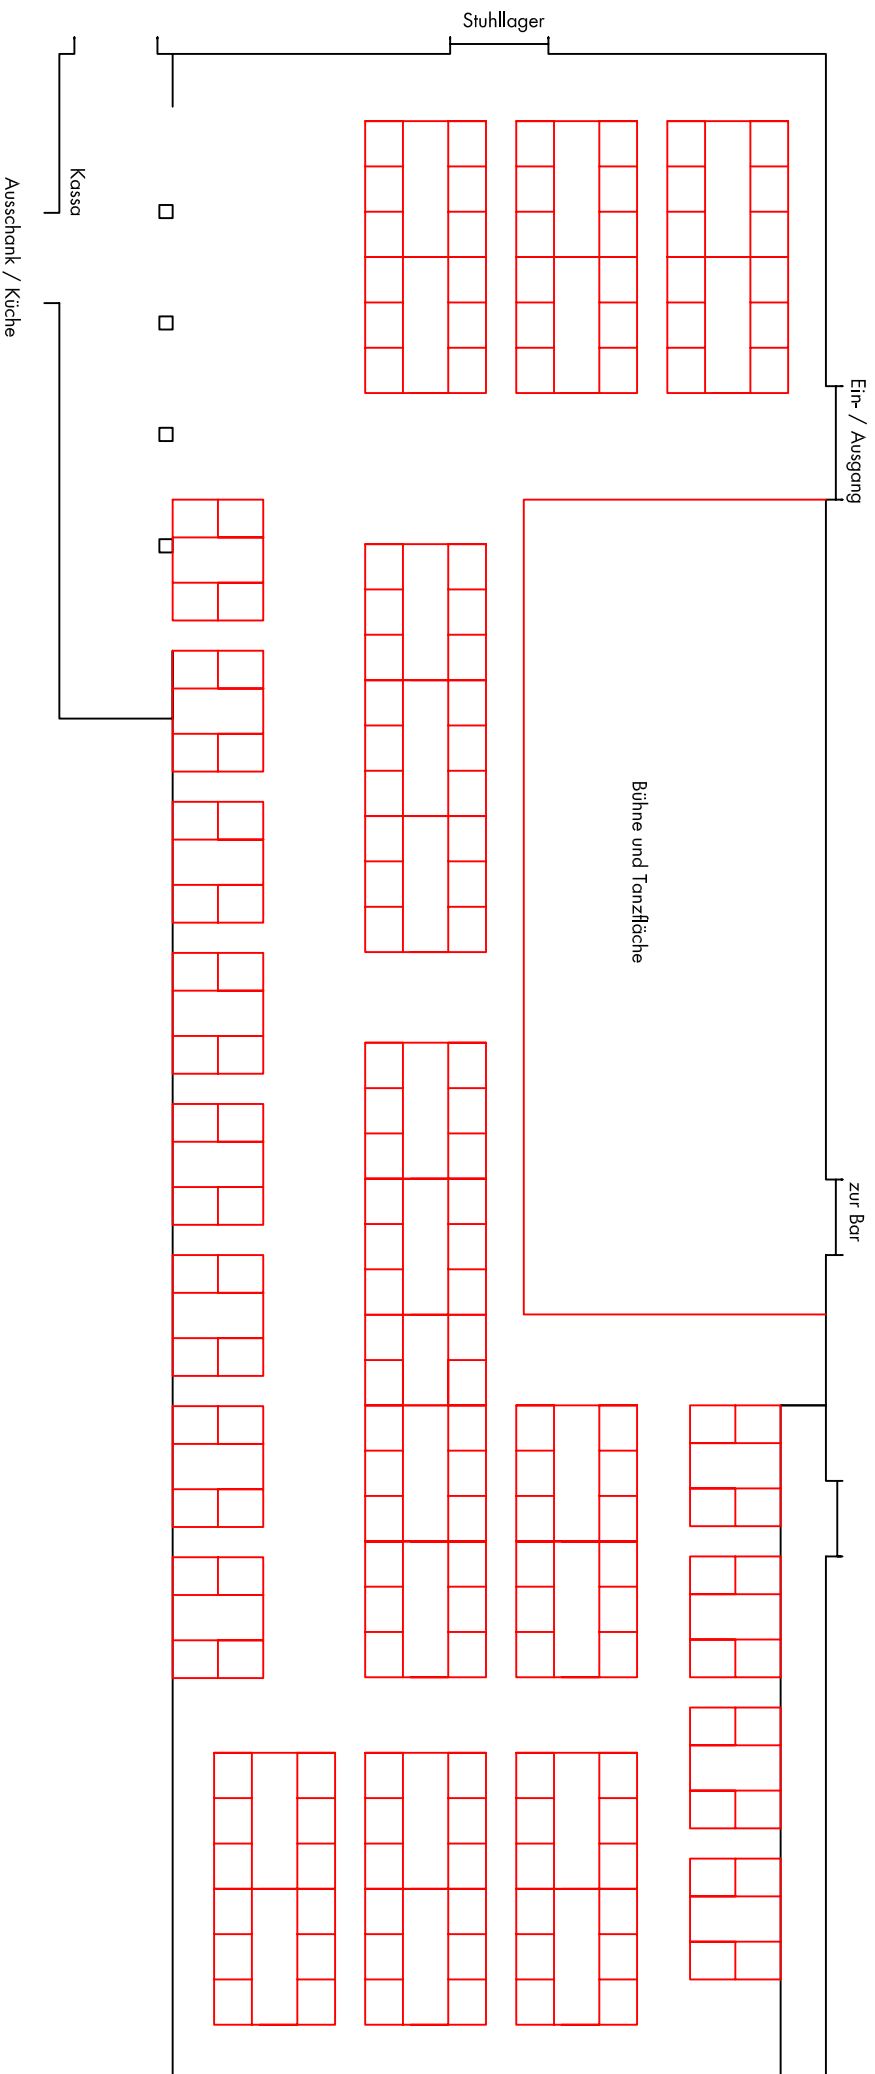 Stuhllager
Kassa
Ausschank / Küche
Ein- / Ausgang
Bühne und Tanzfläche
zur Bar